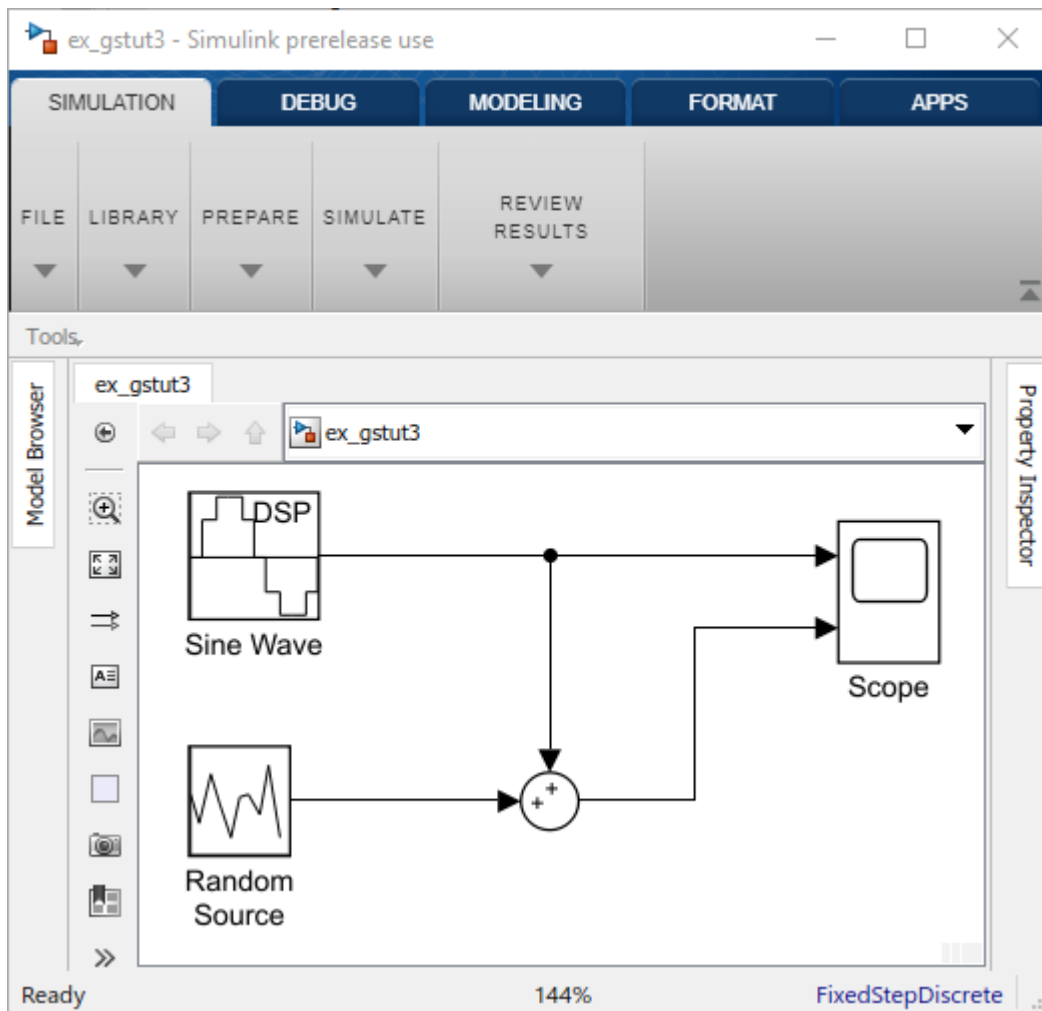 ex_gstut3 - Simulink prerelease use
SIMULATION DEBUG MODELING FORMAT APPS
FILE LIBRARY PREPARE SIMULATE REVIEW
RESULTS
Tools
Model Browser
ex_gstut3
ex_gstut3
Property Inspector
A
DSP
Sine Wave
Scope
+ +
Random
Source
Ready 144% FixedStepDiscrete